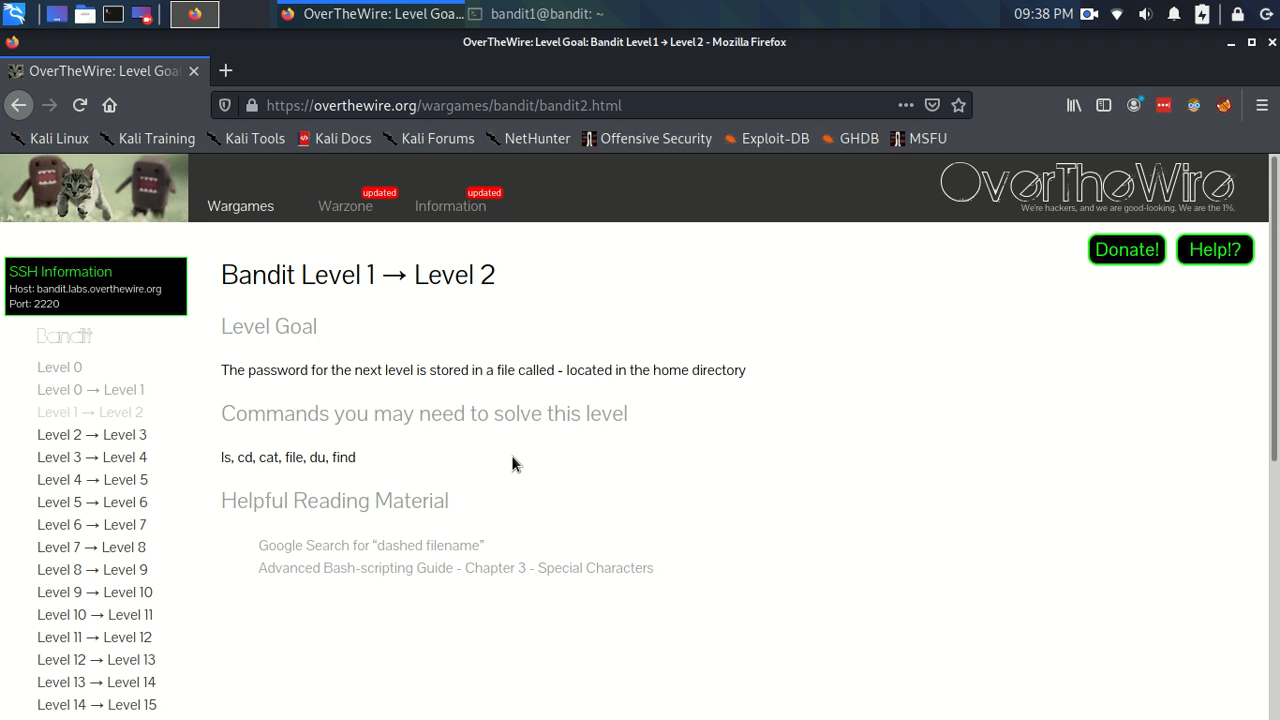 OverTheWire: Level Goa...
bandit1@bandit: ~
09:38 PM
OverTheWire: Level Goal: Bandit Level 1 → Level 2 - Mozilla Firefox
OverTheWire: Level Goal
https://overthewire.org/wargames/bandit/bandit2.html
Kali Linux
Kali Training
Kali Tools
Kali Docs
Kali Forums
NetHunter
Offensive Security
Exploit-DB
GHDB
MSFU
Wargames
Warzone
updated
Information
updated
OverTheWire
We're hackers, and we are good-looking. We are the 1%.
Donate!
Help!?
SSH Information
Host: bandit.labs.overthewire.org
Port: 2220
Bandit
Level 0
Level 0 → Level 1
Level 1 → Level 2
Level 2 → Level 3
Level 3 → Level 4
Level 4 → Level 5
Level 5 → Level 6
Level 6 → Level 7
Level 7 → Level 8
Level 8 → Level 9
Level 9 → Level 10
Level 10 → Level 11
Level 11 → Level 12
Level 12 → Level 13
Level 13 → Level 14
Level 14 → Level 15
Bandit Level 1 → Level 2
Level Goal
The password for the next level is stored in a file called - located in the home directory
Commands you may need to solve this level
ls, cd, cat, file, du, find
Helpful Reading Material
Google Search for “dashed filename”
Advanced Bash-scripting Guide - Chapter 3 - Special Characters